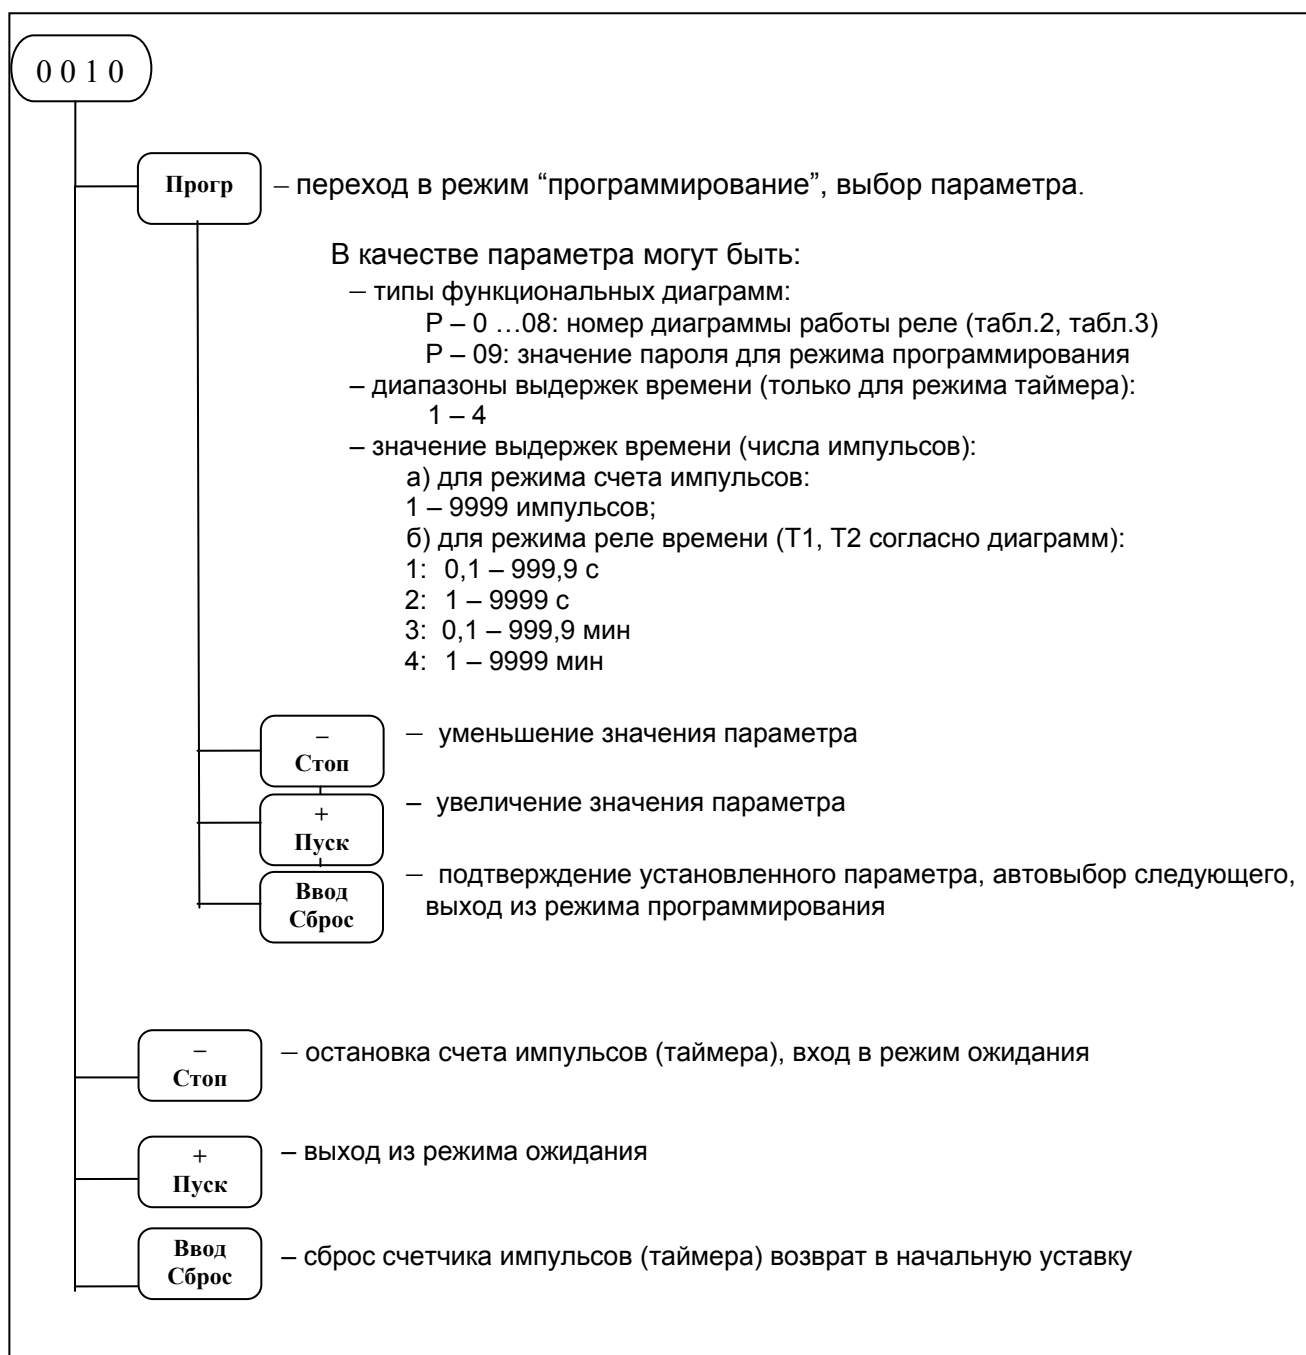 0 0 1 0
Прогр – переход в режим “программирование”, выбор параметра.
В качестве параметра могут быть:
– типы функциональных диаграмм:
Р – 0 …08: номер диаграммы работы реле (табл.2, табл.3)
Р – 09: значение пароля для режима программирования
– диапазоны выдержек времени (только для режима таймера):
1 – 4
– значение выдержек времени (числа импульсов):
а) для режима счета импульсов:
1 – 9999 импульсов;
б) для режима реле времени (Т1, Т2 согласно диаграмм):
1: 0,1 – 999,9 с
2: 1 – 9999 с
3: 0,1 – 999,9 мин
4: 1 – 9999 мин
–
Стоп
– уменьшение значения параметра
+
Пуск
– увеличение значения параметра
Ввод
Сброс
– подтверждение установленного параметра, автовыбор следующего,
выход из режима программирования
–
Стоп
– остановка счета импульсов (таймера), вход в режим ожидания
+
Пуск
– выход из режима ожидания
Ввод
Сброс
– сброс счетчика импульсов (таймера) возврат в начальную уставку